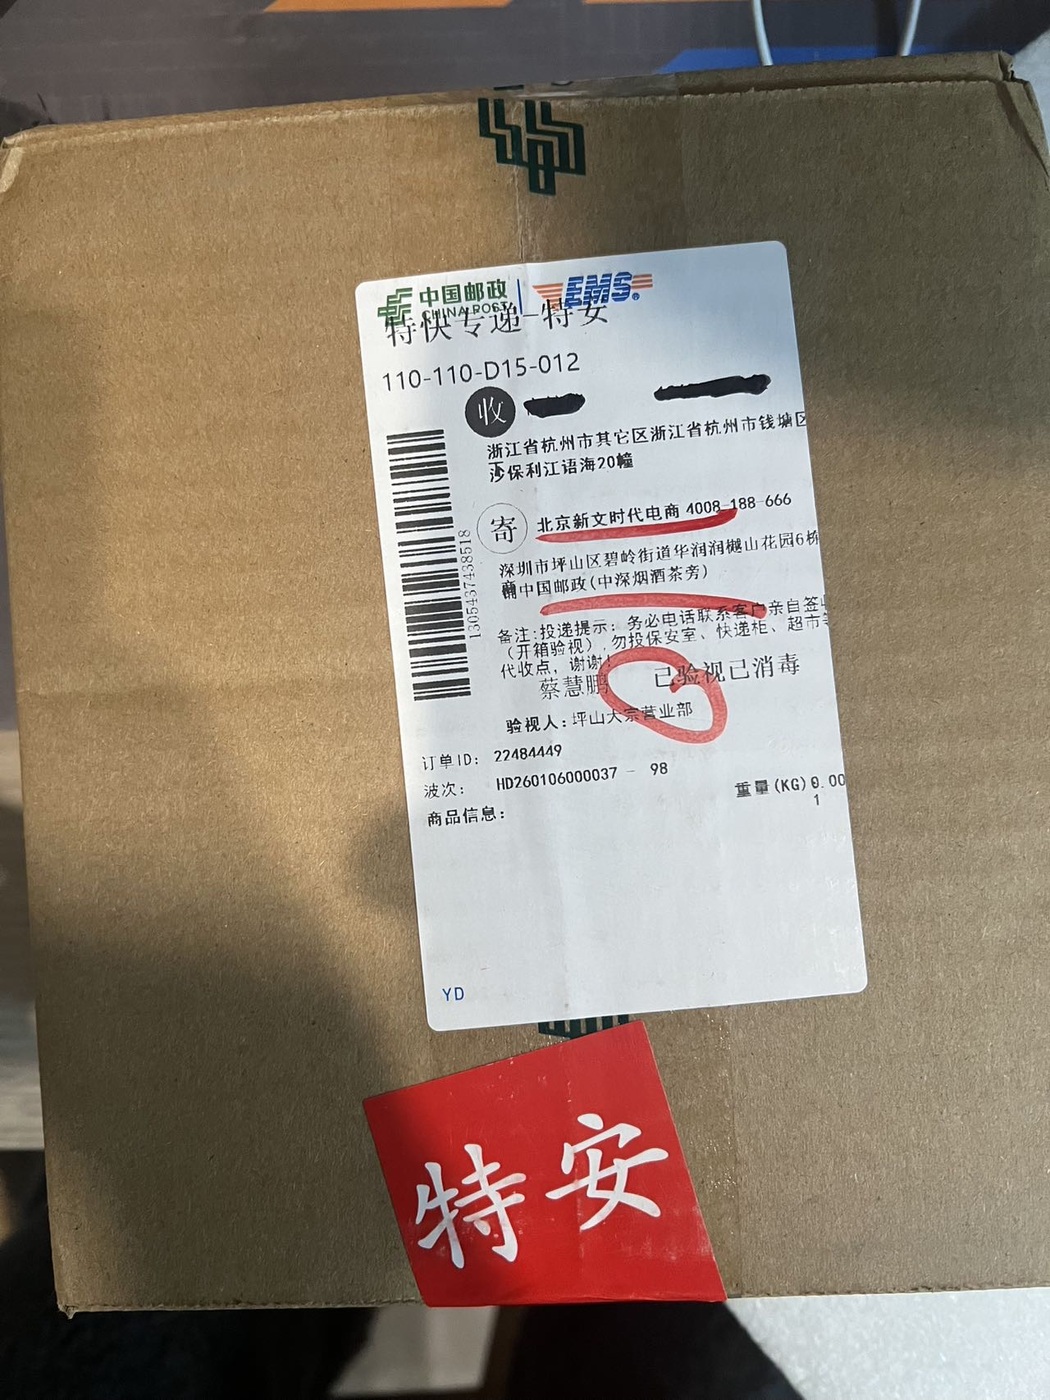 中国邮政 EMS
CHINA POST
特快专递-特安
110-110-D15-012
收
浙江省杭州市其它区浙江省杭州市钱塘区
沙保利江语海20幢
寄 北京新文时代电商 4008-188-666
深圳市坪山区碧岭街道华润润樾山花园6栋
中国邮政(中深烟酒茶旁)
1305437438518
备注:投递提示: 务必电话联系客户亲自签收
(开箱验视),勿投保安室、快递柜、超市等
代收点, 谢谢!
蔡慧鹏 已验视已消毒
验视人: 坪山大宗营业部
订单ID: 22484449
波次: HD260106000037 - 98
重量(KG)0.00
1
商品信息:
YD
特安